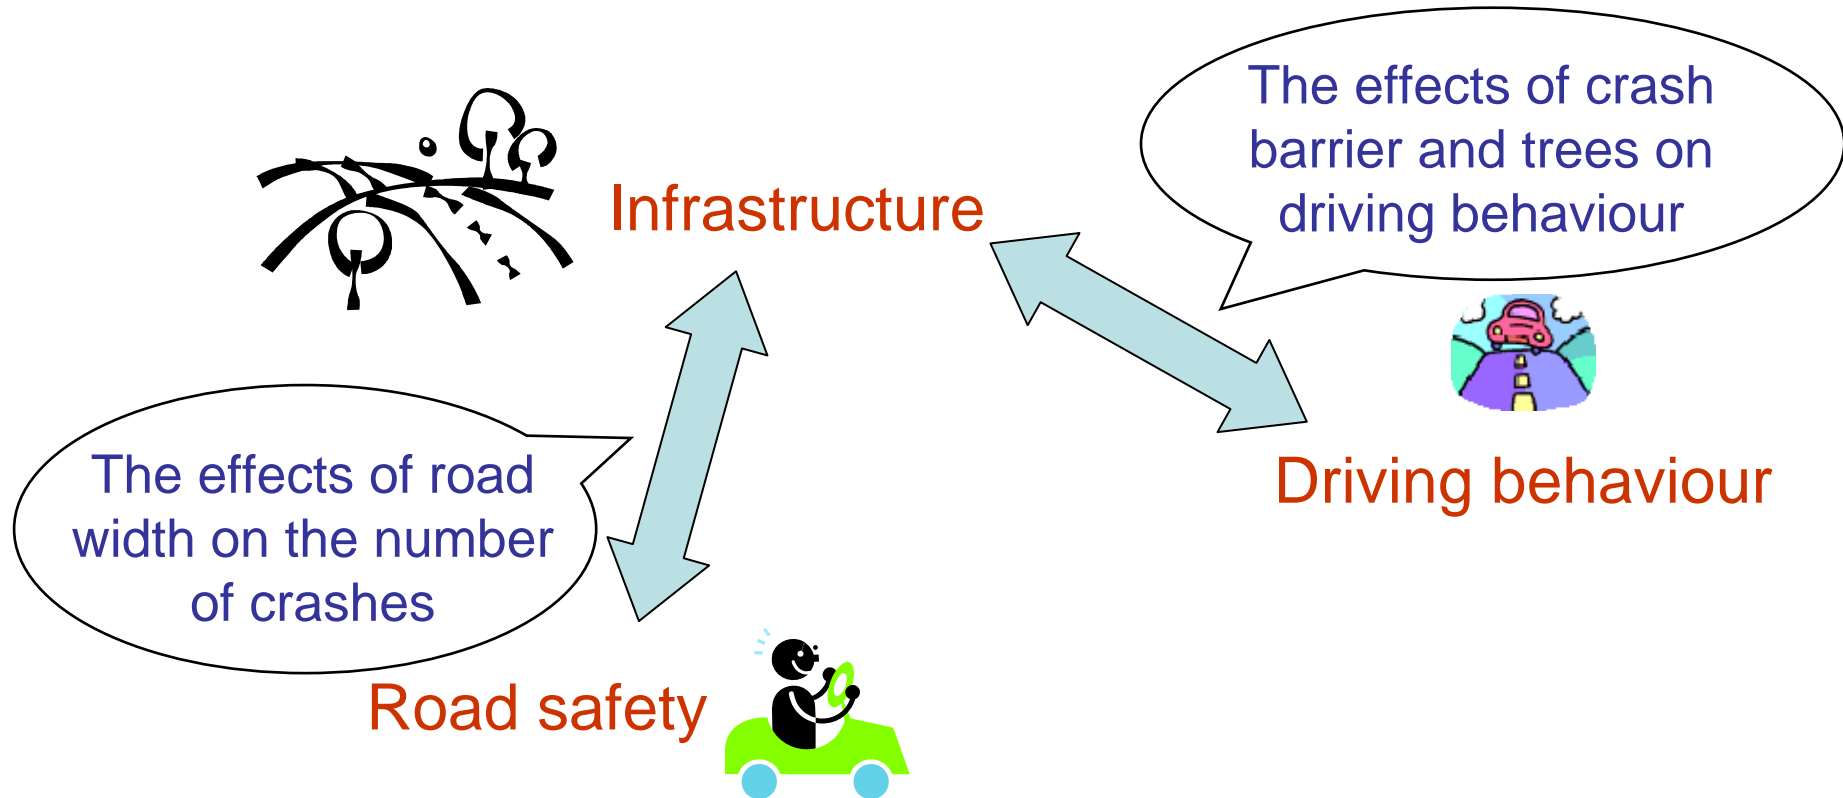 The effects of crash
barrier and trees on
driving behaviour
Infrastructure
The effects of road
width on the number
of crashes
Driving behaviour
Road safety